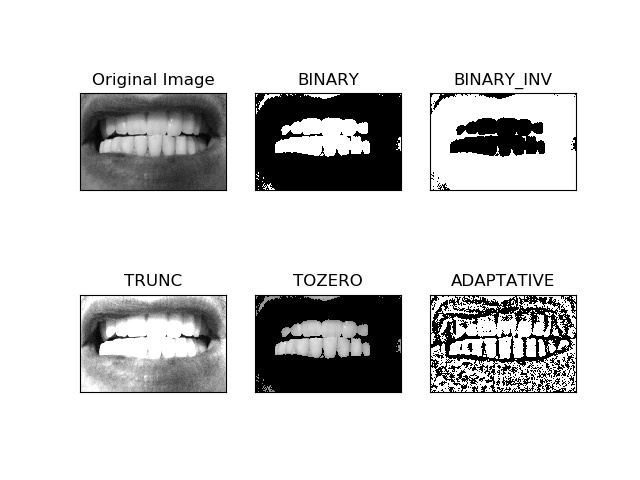 Original Image
BINARY
BINARY_INV
TRUNC
TOZERO
ADAPTATIVE